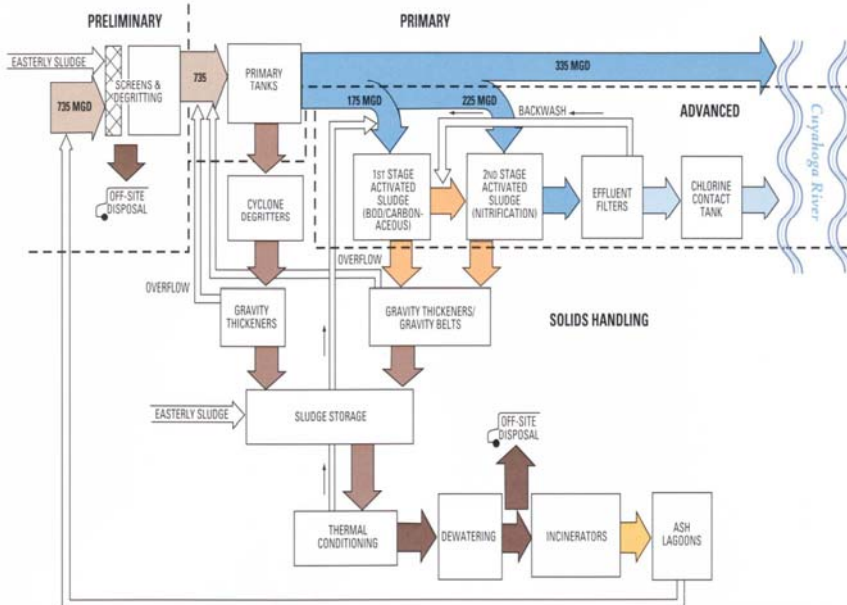 PRELIMINARY
PRIMARY
EASTERLY SLUDGE
735 MGD
SCREENS &
DEGRITTING
735
PRIMARY
TANKS
335 MGD
175 MGD
225 MGD
BACKWASH
ADVANCED
Cuyahoga River
OFF-SITE
DISPOSAL
CYCLONE
DEGRITTERS
1ST STAGE
ACTIVATED
SLUDGE
(BOD/CARBON-
ACEOUS)
2ND STAGE
ACTIVATED
SLUDGE
(NITRIFICATION)
EFFLUENT
FILTERS
CHLORINE
CONTACT
TANK
OVERFLOW
OVERFLOW
GRAVITY
THICKENERS
GRAVITY THICKENERS/
GRAVITY BELTS
SOLIDS HANDLING
EASTERLY SLUDGE
SLUDGE STORAGE
OFF-SITE
DISPOSAL
THERMAL
CONDITIONING
DEWATERING
INCINERATORS
ASH
LAGOONS